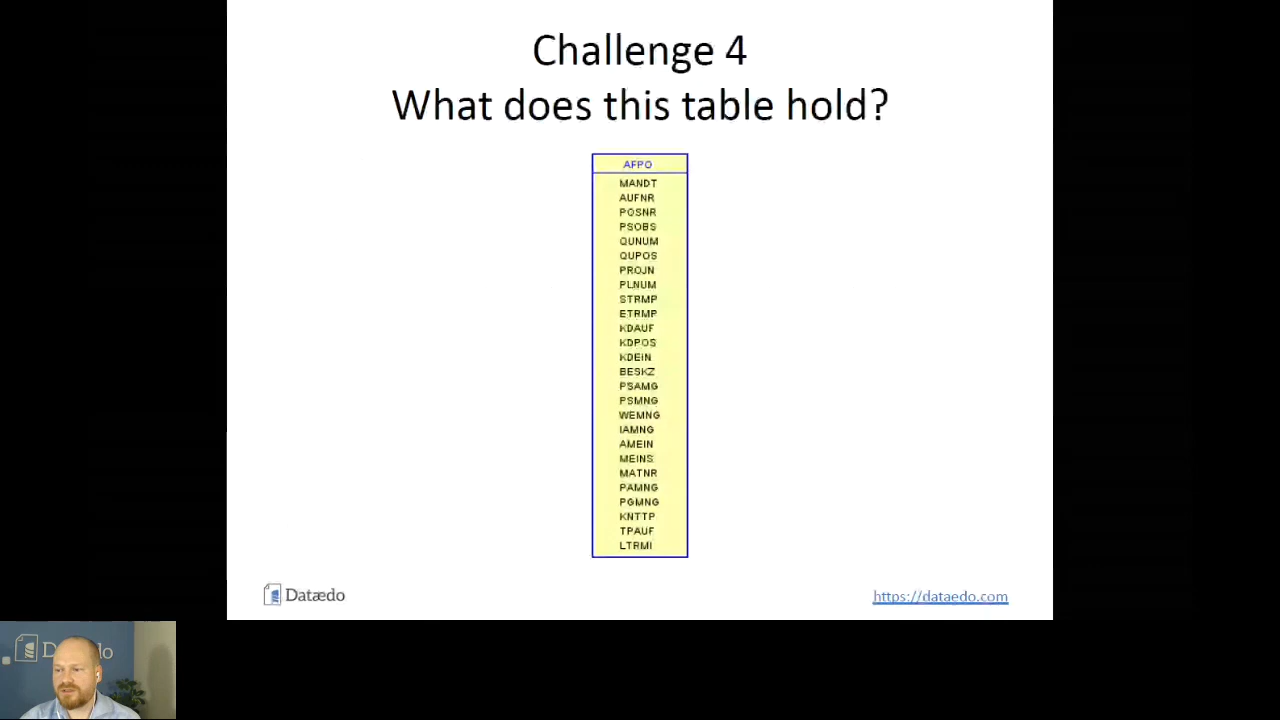 Challenge 4
What does this table hold?
AFPO
MANDT
AUFNR
POSNR
PSOBS
QUNUM
QUPOS
PROJN
PLNUM
STRMP
ETRMP
KDAUF
KDPOS
KDEIN
BESKZ
PSAMG
PSMNG
WEMNG
IAMNG
AMEIN
MEINS
MATNR
PAMNG
PGMNG
KNTTP
TPAUF
LTRMI
Datædo
https://dataedo.com